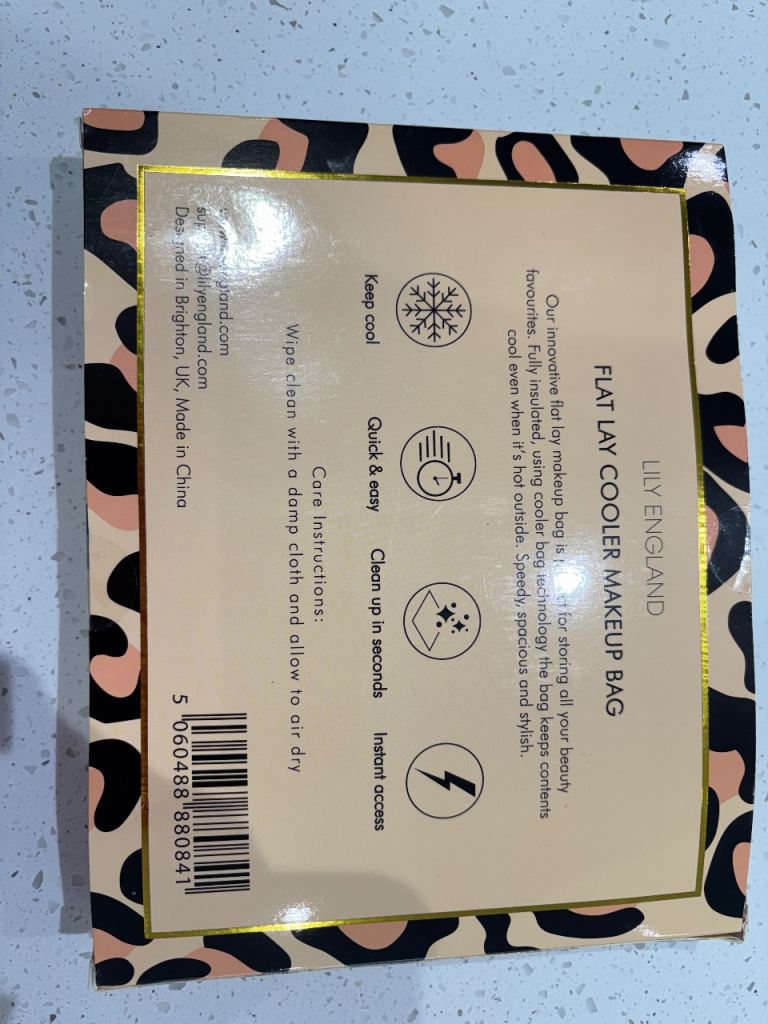 LILY ENGLAND
FLAT LAY COOLER MAKEUP BAG
Our innovative flat lay makeup bag is for storing all your beauty
favourites. Fully insulated, using cooler bag technology the bag keeps contents
cool even when it's hot outside. Speedy, spacious and stylish.
Keep cool
Quick & easy
Clean up in seconds
Instant access
Care Instructions:
Wipe clean with a damp cloth and allow to air dry
support@lilyengland.com
Designed in Brighton, UK, Made in China
5 060488 880841